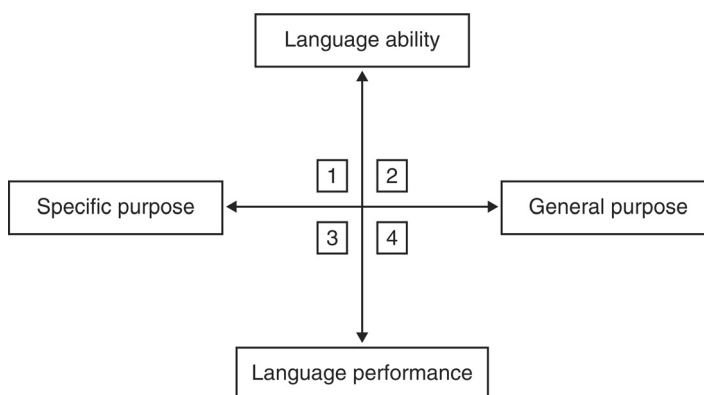 Language ability
1 2
Specific purpose
General purpose
3 4
Language performance